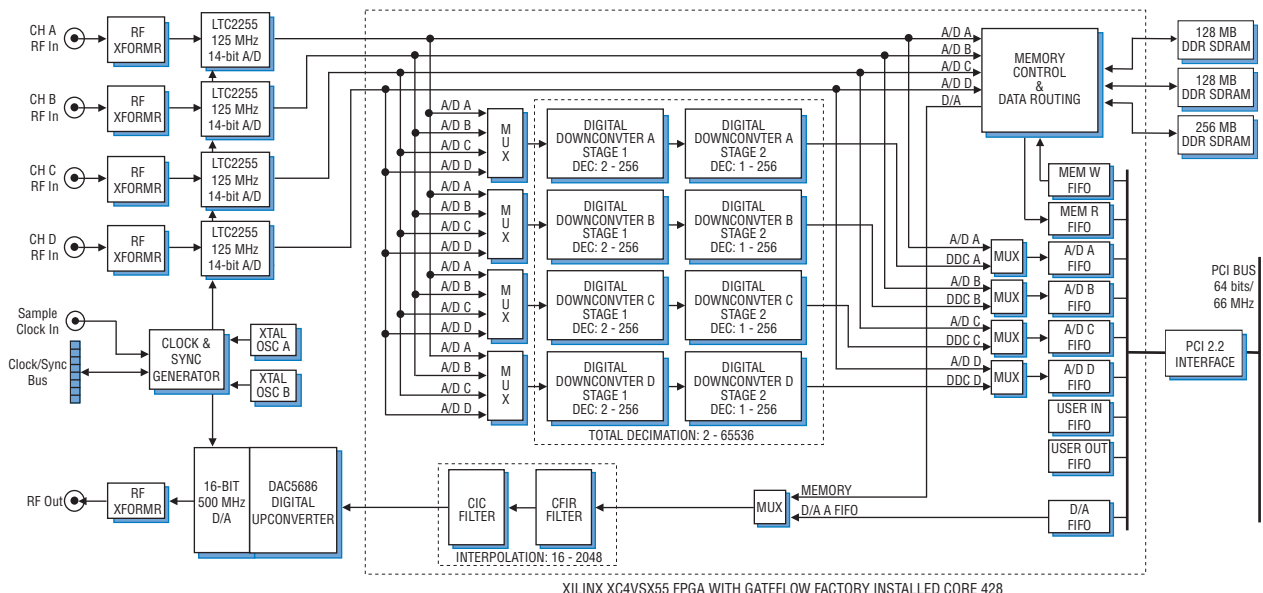 CH A
RF In
RF
XFORMR
LTC2255
125 MHz
14-bit A/D
CH B
RF In
RF
XFORMR
LTC2255
125 MHz
14-bit A/D
CH C
RF In
RF
XFORMR
LTC2255
125 MHz
14-bit A/D
CH D
RF In
RF
XFORMR
LTC2255
125 MHz
14-bit A/D
Sample
Clock In
Clock/Sync
Bus
CLOCK &
SYNC
GENERATOR
XTAL
OSC A
XTAL
OSC B
RF Out
RF
XFORMR
16-BIT
500 MHz
D/A
DAC5686
DIGITAL
UPCONVERTER
A/D A
A/D B
A/D C
A/D D
MUX
DIGITAL
DOWNCONVTER A
STAGE 1
DEC: 2 - 256
DIGITAL
DOWNCONVTER A
STAGE 2
DEC: 1 - 256
A/D A
A/D B
A/D C
A/D D
MUX
DIGITAL
DOWNCONVTER B
STAGE 1
DEC: 2 - 256
DIGITAL
DOWNCONVTER B
STAGE 2
DEC: 1 - 256
A/D A
A/D B
A/D C
A/D D
MUX
DIGITAL
DOWNCONVTER C
STAGE 1
DEC: 2 - 256
DIGITAL
DOWNCONVTER C
STAGE 2
DEC: 1 - 256
A/D A
A/D B
A/D C
A/D D
MUX
DIGITAL
DOWNCONVTER D
STAGE 1
DEC: 2 - 256
DIGITAL
DOWNCONVTER D
STAGE 2
DEC: 1 - 256
TOTAL DECIMATION: 2 - 65536
CIC
FILTER
CFIR
FILTER
INTERPOLATION: 16 - 2048
MUX
MEMORY
D/A A FIFO
A/D A
A/D B
A/D C
A/D D
D/A
MEMORY
CONTROL
&
DATA ROUTING
128 MB
DDR SDRAM
128 MB
DDR SDRAM
256 MB
DDR SDRAM
MEM W
FIFO
MEM R
FIFO
A/D A
DDC A
MUX
A/D A
FIFO
A/D B
DDC B
MUX
A/D B
FIFO
A/D C
DDC C
MUX
A/D C
FIFO
A/D D
DDC D
MUX
A/D D
FIFO
USER IN
FIFO
USER OUT
FIFO
D/A
FIFO
PCI 2.2
INTERFACE
PCI BUS
64 bits/
66 MHz
XILINX XC4VSX55 FPGA WITH GATEFLOW FACTORY INSTALLED CORE 428